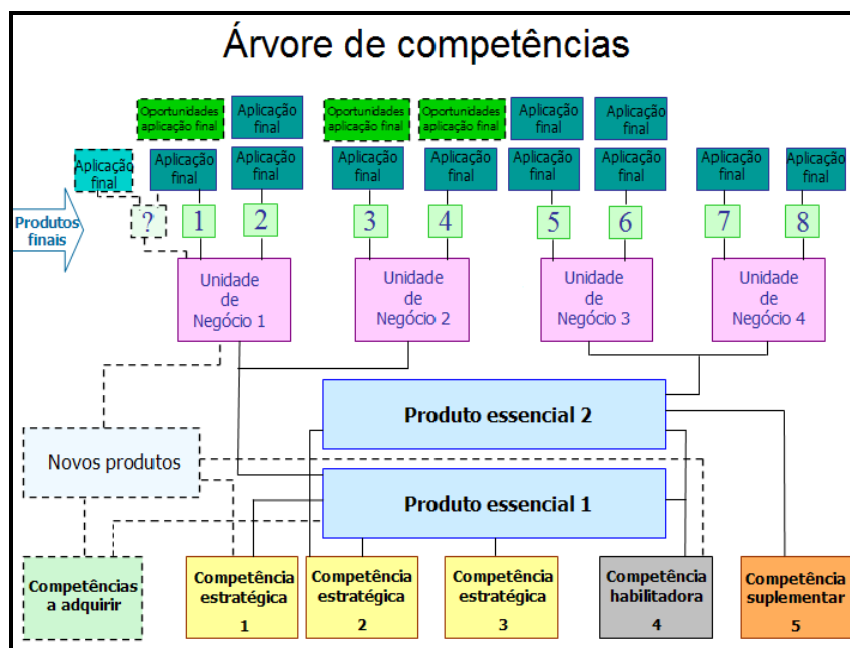 Árvore de competências
Oportunidades
aplicação final
Aplicação
final
Oportunidades
aplicação final
Oportunidades
aplicação final
Aplicação
final
Aplicação
final
Aplicação
final
Aplicação
final
Aplicação
final
Aplicação
final
Aplicação
final
Aplicação
final
Aplicação
final
Aplicação
final
Aplicação
final
Produtos
finais
?
1
2
3
4
5
6
7
8
Unidade
de
Negócio 1
Unidade
de
Negócio 2
Unidade
de
Negócio 3
Unidade
de
Negócio 4
Produto essencial 2
Novos produtos
Produto essencial 1
Competências
a adquirir
Competência
estratégica
1
Competência
estratégica
2
Competência
estratégica
3
Competência
habilitadora
4
Competência
suplementar
5